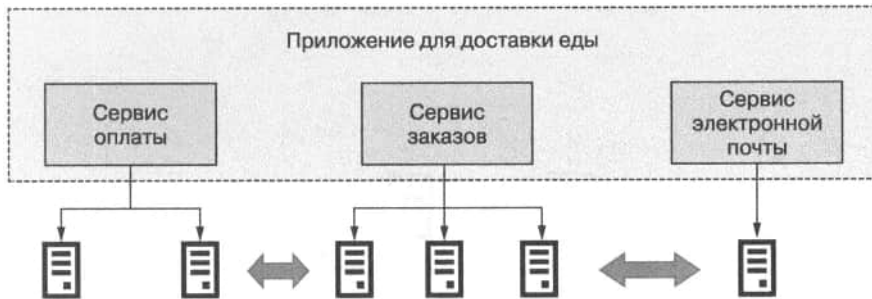 Приложение для доставки еды
Сервис
оплаты
Сервис
заказов
Сервис
электронной
почты